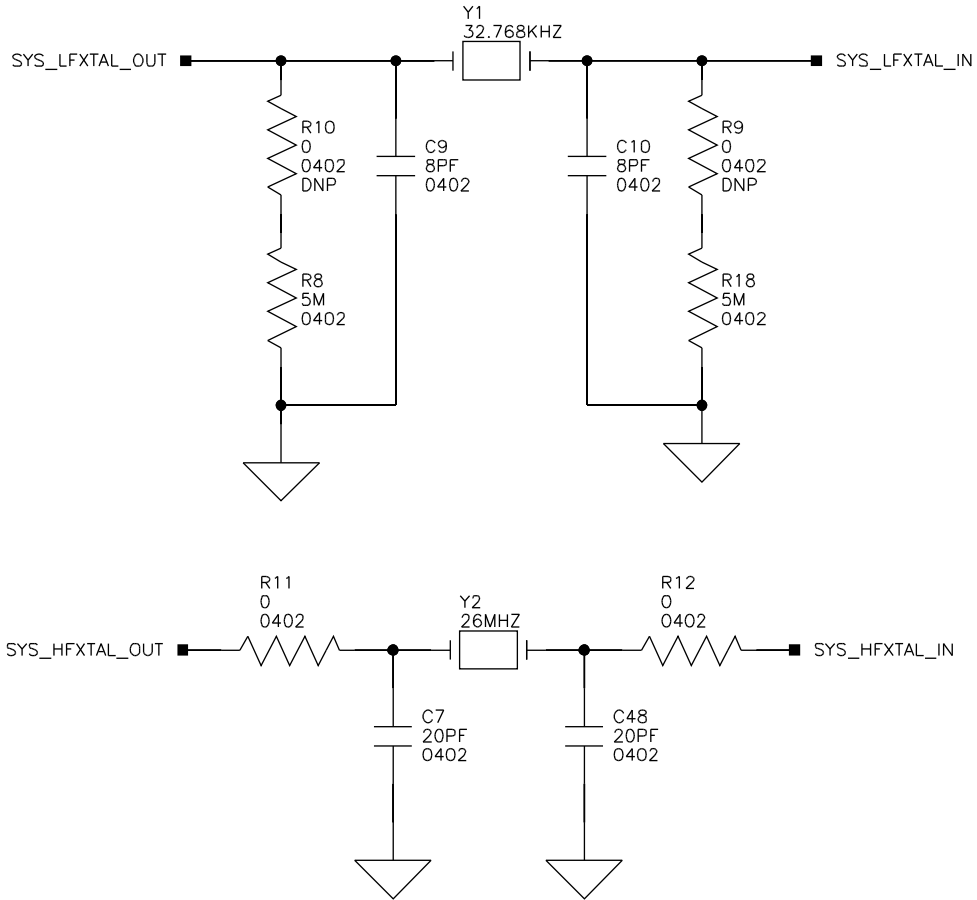 Y1
32.768KHZ
SYS_LFXTAL_OUT
SYS_LFXTAL_IN
R10
0
0402
DNP
C9
8PF
0402
C10
8PF
0402
R9
0
0402
DNP
R8
5M
0402
R18
5M
0402
R11
0
0402
Y2
26MHZ
R12
0
0402
SYS_HFXTAL_OUT
SYS_HFXTAL_IN
C7
20PF
0402
C48
20PF
0402